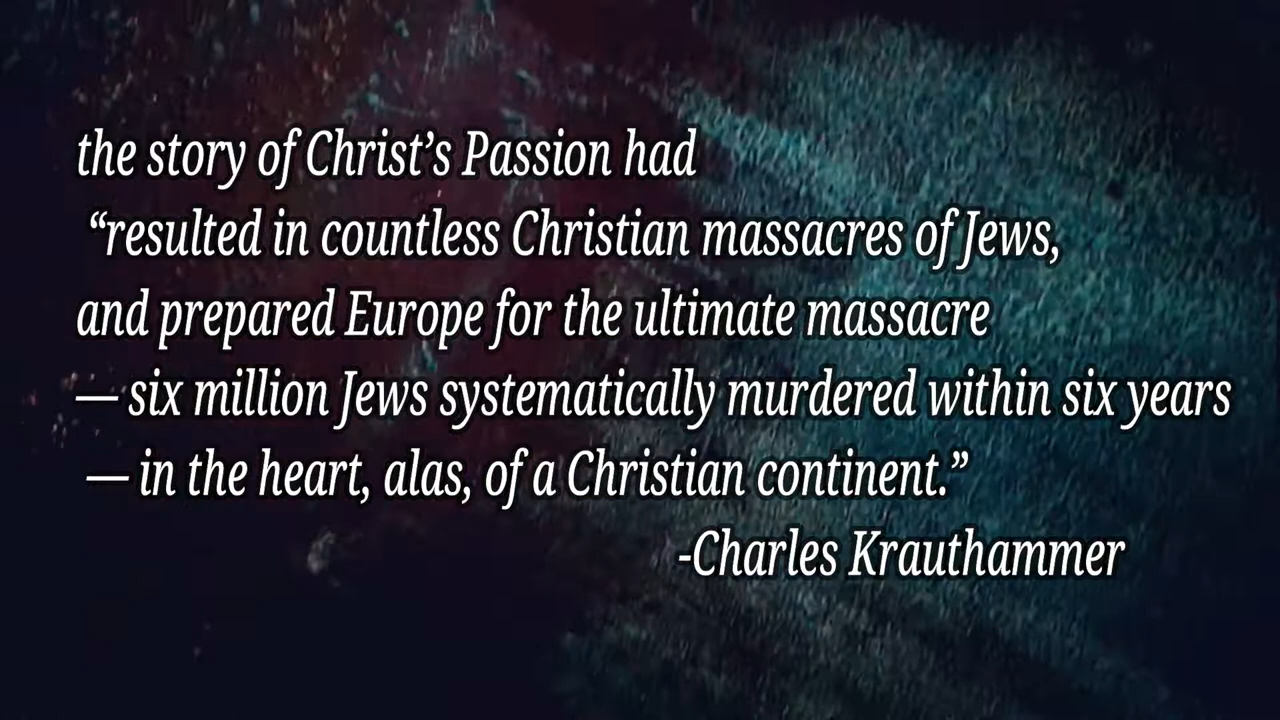 the story of Christ’s Passion had
“resulted in countless Christian massacres of Jews,
and prepared Europe for the ultimate massacre
— six million Jews systematically murdered within six years
— in the heart, alas, of a Christian continent.”
-Charles Krauthammer